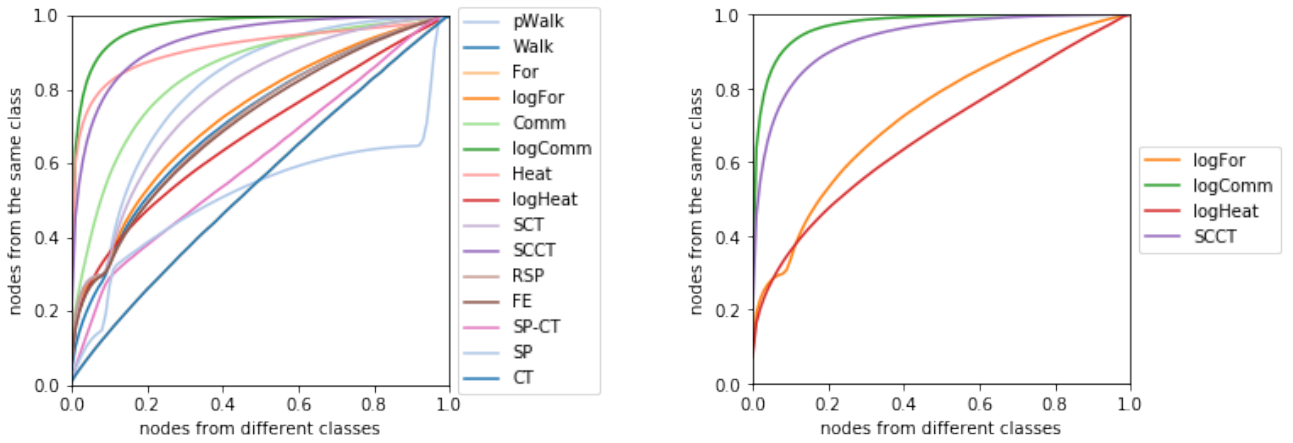 1.0
0.8
0.6
0.4
0.2
0.0
nodes from the same class
0.0 0.2 0.4 0.6 0.8 1.0
nodes from different classes
pWalk
Walk
For
logFor
Comm
logComm
Heat
logHeat
SCT
SCCT
RSP
FE
SP-CT
SP
CT
1.0
0.8
0.6
0.4
0.2
0.0
nodes from the same class
0.0 0.2 0.4 0.6 0.8 1.0
nodes from different classes
logFor
logComm
logHeat
SCCT